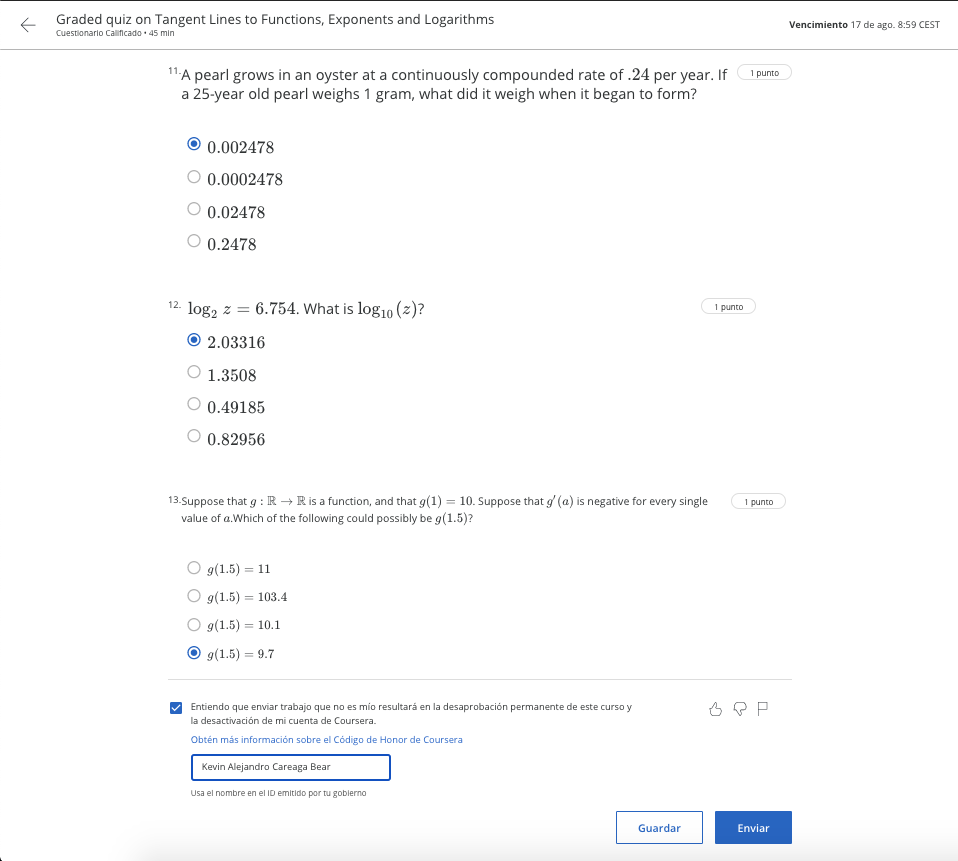 Graded quiz on Tangent Lines to Functions, Exponents and Logarithms
Cuestionario Calificado • 45 min
Vencimiento 17 de ago. 8:59 CEST
11. A pearl grows in an oyster at a continuously compounded rate of .24 per year. If
a 25-year old pearl weighs 1 gram, what did it weigh when it began to form?
1 punto
0.002478
0.0002478
0.02478
0.2478
12. log₂ z = 6.754. What is log₁₀(z)?
1 punto
2.03316
1.3508
0.49185
0.82956
13. Suppose that g : ℝ → ℝ is a function, and that g(1) = 10. Suppose that g′(a) is negative for every single
value of a.Which of the following could possibly be g(1.5)?
1 punto
g(1.5) = 11
g(1.5) = 103.4
g(1.5) = 10.1
g(1.5) = 9.7
Entiendo que enviar trabajo que no es mío resultará en la desaprobación permanente de este curso y
la desactivación de mi cuenta de Coursera.
Obtén más información sobre el Código de Honor de Coursera
Kevin Alejandro Careaga Bear
Usa el nombre en el ID emitido por tu gobierno
Guardar
Enviar